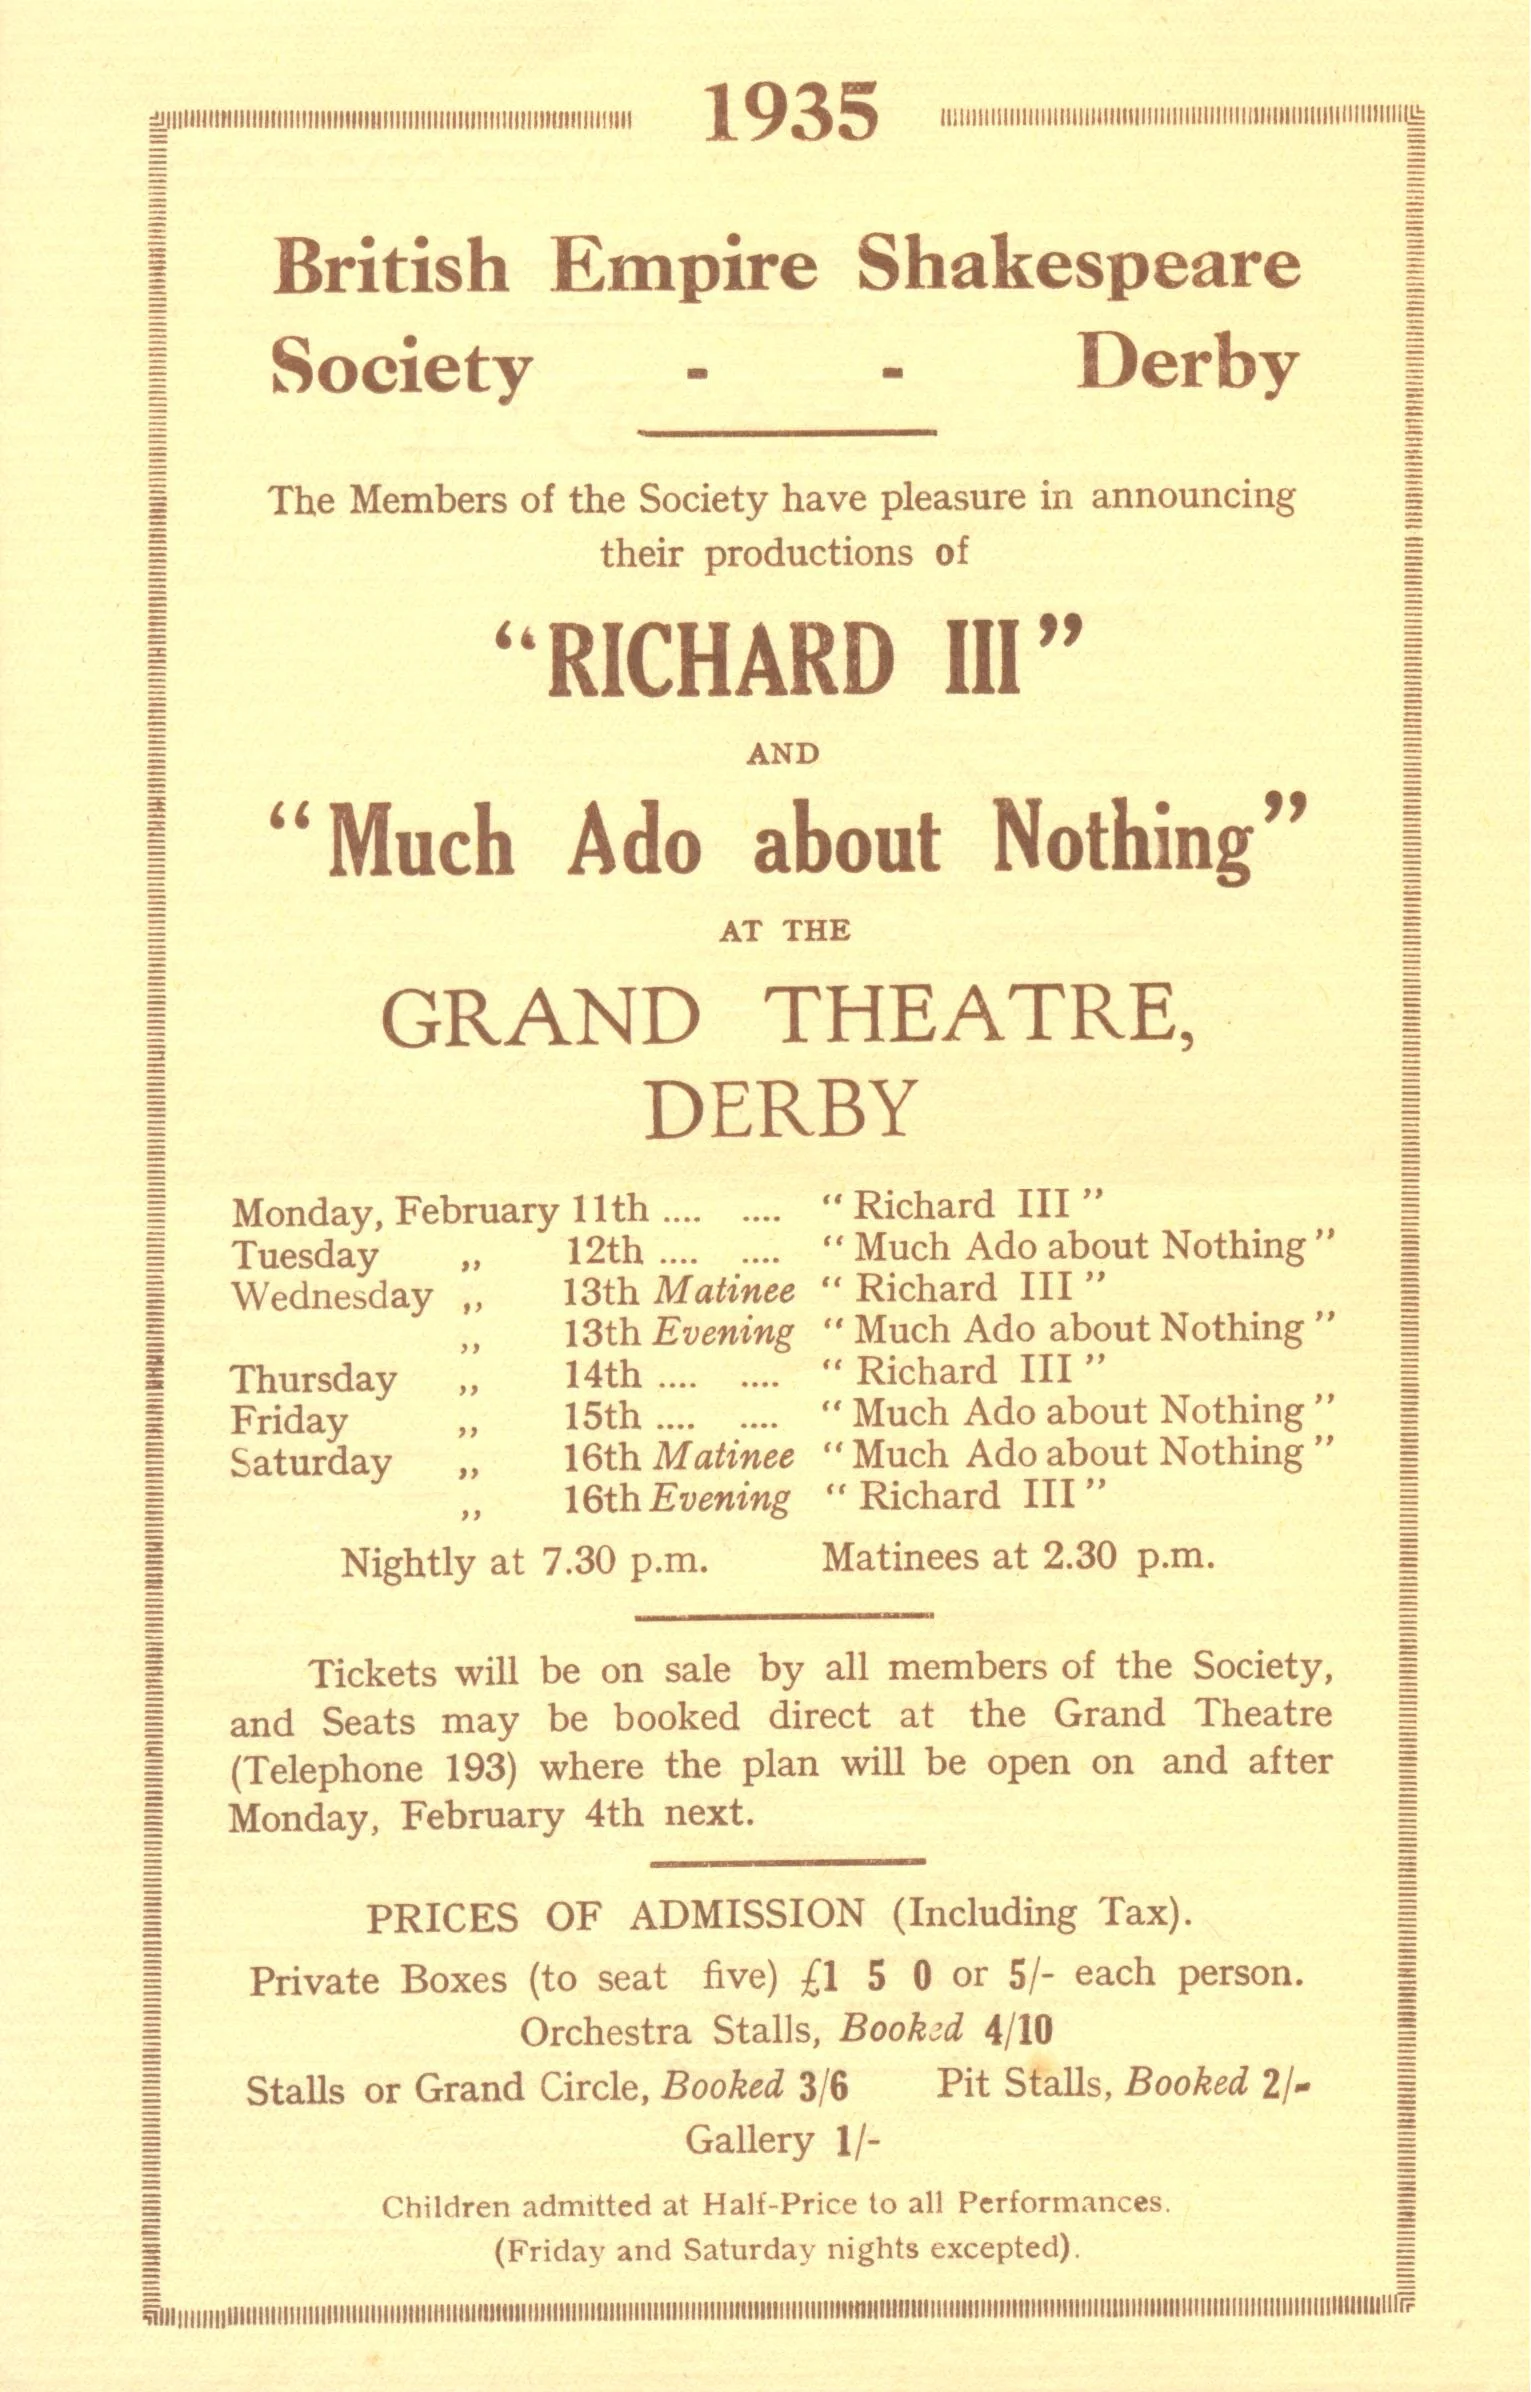 1935
British Empire Shakespeare
Society - - Derby
The Members of the Society have pleasure in announcing
their productions of
“RICHARD III”
AND
“Much Ado about Nothing”
AT THE
GRAND THEATRE,
DERBY
Monday, February 11th .... .... “Richard III”
Tuesday ,, 12th .... .... “Much Ado about Nothing”
Wednesday ,, 13th Matinee “Richard III”
,, 13th Evening “Much Ado about Nothing”
Thursday ,, 14th .... .... “Richard III”
Friday ,, 15th .... .... “Much Ado about Nothing”
Saturday ,, 16th Matinee “Much Ado about Nothing”
,, 16th Evening “Richard III”
Nightly at 7.30 p.m. Matinees at 2.30 p.m.
Tickets will be on sale by all members of the Society,
and Seats may be booked direct at the Grand Theatre
(Telephone 193) where the plan will be open on and after
Monday, February 4th next.
PRICES OF ADMISSION (Including Tax).
Private Boxes (to seat five) £1 5 0 or 5/- each person.
Orchestra Stalls, Booked 4/10
Stalls or Grand Circle, Booked 3/6 Pit Stalls, Booked 2/-
Gallery 1/-
Children admitted at Half-Price to all Performances.
(Friday and Saturday nights excepted).